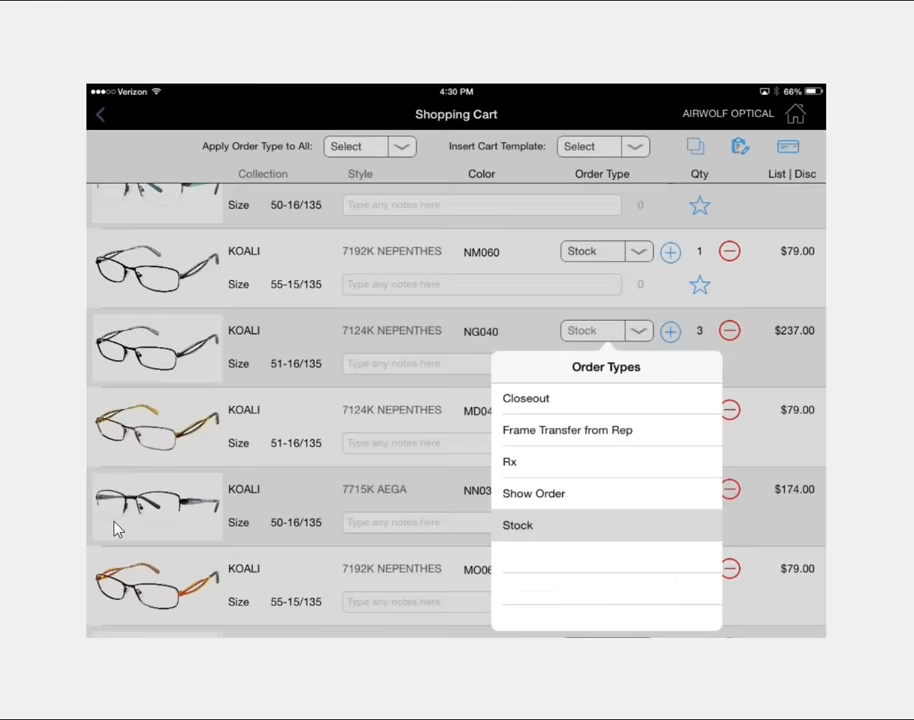 Verizon 4:30 PM 66%
Shopping Cart AIRWOLF OPTICAL
Apply Order Type to All: Select Insert Cart Template: Select
Collection Style Color Order Type Qty List | Disc
Size 50-16/135 Type any notes here 0
KOALI 7192K NEPENTHES NM060 Stock 1 $79.00
Size 55-15/135 Type any notes here 0
KOALI 7124K NEPENTHES NG040 Stock 3 $237.00
Size 51-16/135 Type any notes here
Order Types
Closeout
Frame Transfer from Rep
Rx
Show Order
Stock
KOALI 7124K NEPENTHES MD04 $79.00
Size 51-16/135 Type any notes here
KOALI 7715K AEGA NN03 $174.00
Size 50-16/135 Type any notes here
KOALI 7192K NEPENTHES MO06 $79.00
Size 55-15/135 Type any notes here